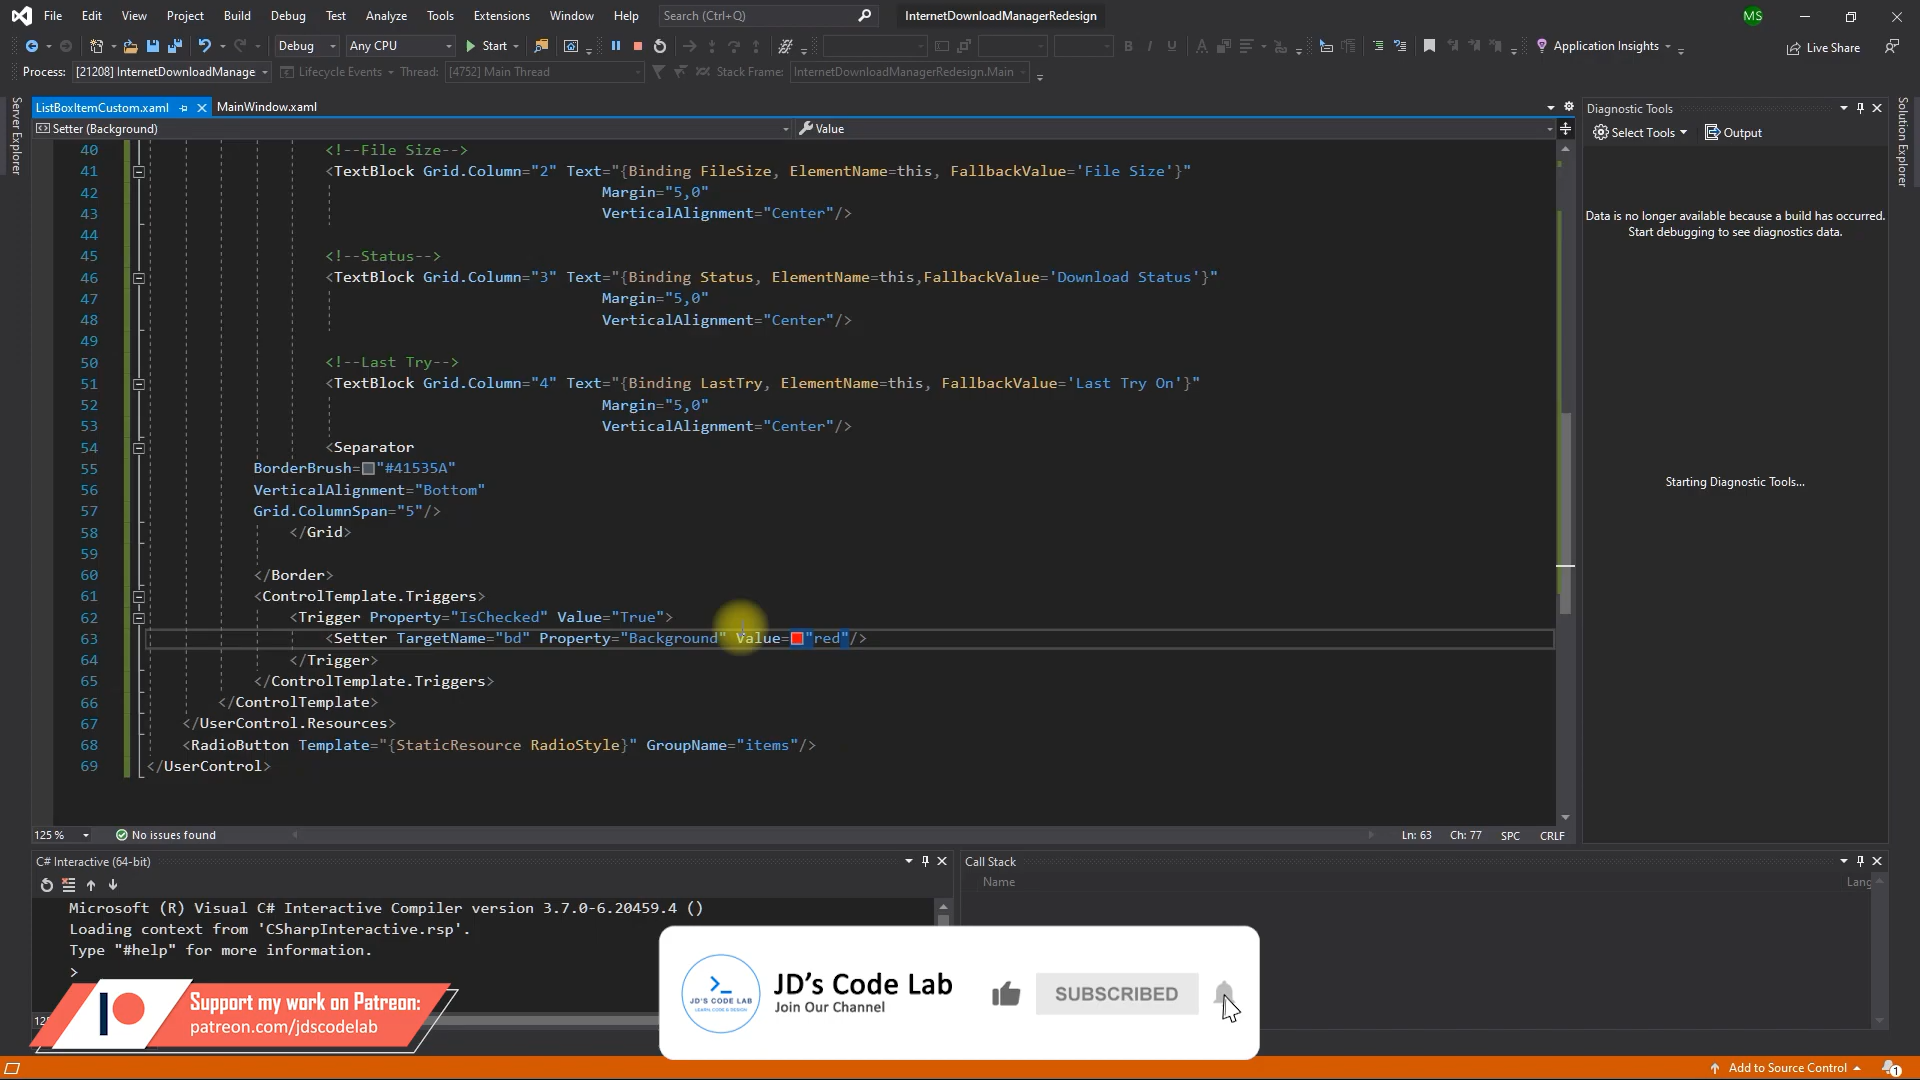 File Edit View Project Build Debug Test Analyze Tools Extensions Window Help Search (Ctrl+Q) InternetDownloadManagerRedesign MS
Debug Any CPU Start Application Insights Live Share
Process: [21208] InternetDownloadManage Lifecycle Events Thread: [4752] Main Thread Stack Frame: InternetDownloadManagerRedesign.Main
Server Explorer
ListBoxItemCustom.xaml MainWindow.xaml
Setter (Background) Value
40 <!--File Size-->
41 <TextBlock Grid.Column="2" Text="{Binding FileSize, ElementName=this, FallbackValue='File Size'}"
42 Margin="5,0"
43 VerticalAlignment="Center"/>
44
45 <!--Status-->
46 <TextBlock Grid.Column="3" Text="{Binding Status, ElementName=this,FallbackValue='Download Status'}"
47 Margin="5,0"
48 VerticalAlignment="Center"/>
49
50 <!--Last Try-->
51 <TextBlock Grid.Column="4" Text="{Binding LastTry, ElementName=this, FallbackValue='Last Try On'}"
52 Margin="5,0"
53 VerticalAlignment="Center"/>
54 <Separator
55 BorderBrush="#41535A"
56 VerticalAlignment="Bottom"
57 Grid.ColumnSpan="5"/>
58 </Grid>
59
60 </Border>
61 <ControlTemplate.Triggers>
62 <Trigger Property="IsChecked" Value="True">
63 <Setter TargetName="bd" Property="Background" Value="red"/>
64 </Trigger>
65 </ControlTemplate.Triggers>
66 </ControlTemplate>
67 </UserControl.Resources>
68 <RadioButton Template="{StaticResource RadioStyle}" GroupName="items"/>
69 </UserControl>
125 % No issues found Ln: 63 Ch: 77 SPC CRLF
Diagnostic Tools
Select Tools Output
Data is no longer available because a build has occurred.
Start debugging to see diagnostics data.
Starting Diagnostic Tools...
Solution Explorer
C# Interactive (64-bit)
Microsoft (R) Visual C# Interactive Compiler version 3.7.0-6.20459.4 ()
Loading context from 'CSharpInteractive.rsp'.
Type "#help" for more information.
>
Call Stack
Name Lang
Support my work on Patreon:
patreon.com/jdscodelab
JD'S CODE LAB
LEARN, CODE & DESIGN
JD's Code Lab
Join Our Channel
SUBSCRIBED
Add to Source Control 1